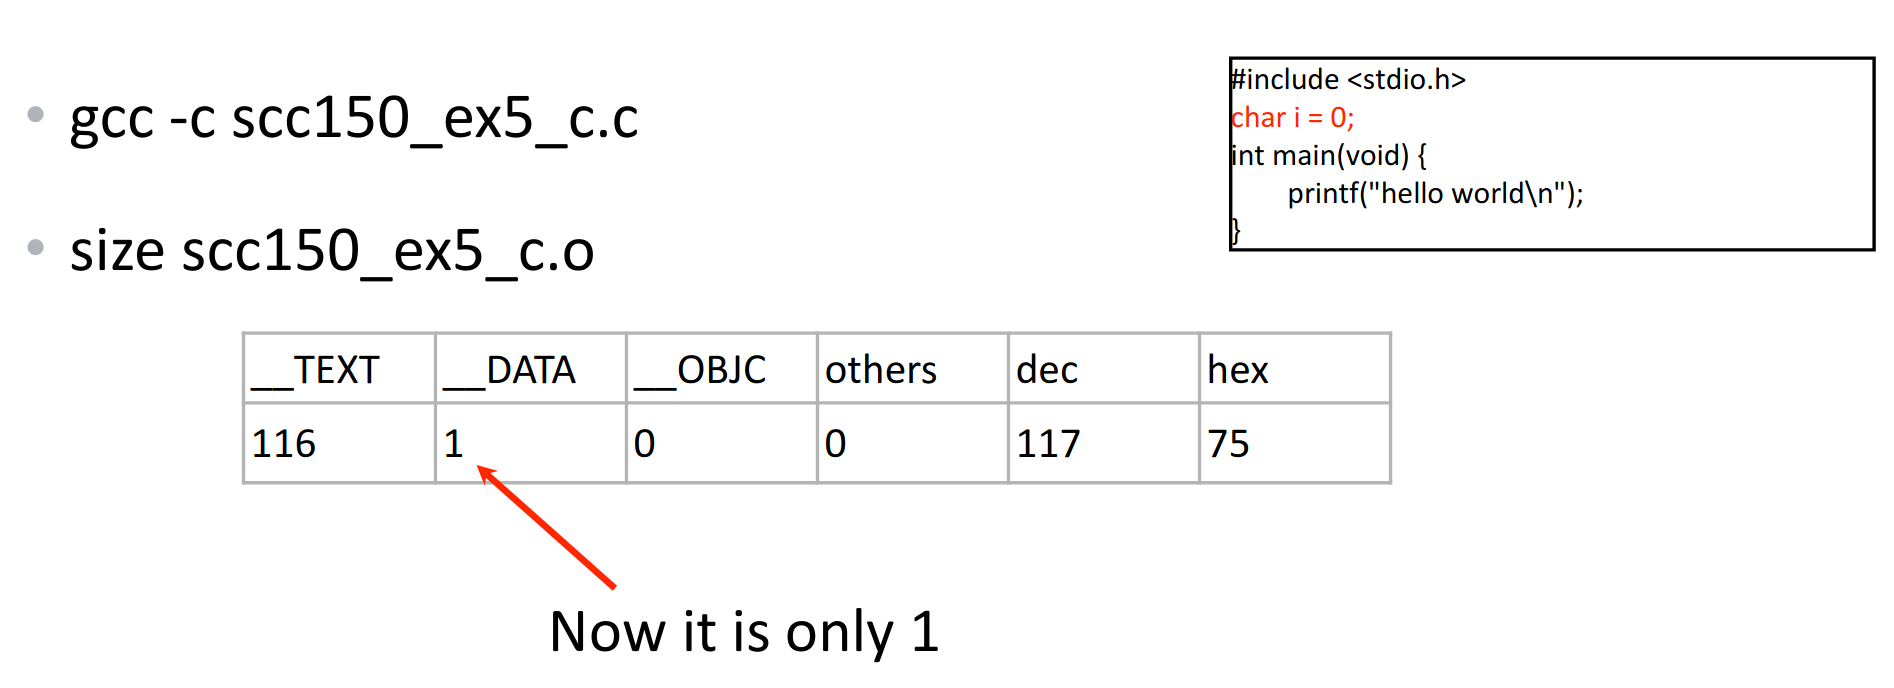 • gcc -c scc150_ex5_c.c
• size scc150_ex5_c.o
#include <stdio.h>
char i = 0;
int main(void) {
printf("hello world\n");
}
__TEXT __DATA __OBJC others dec hex
116 1 0 0 117 75
Now it is only 1